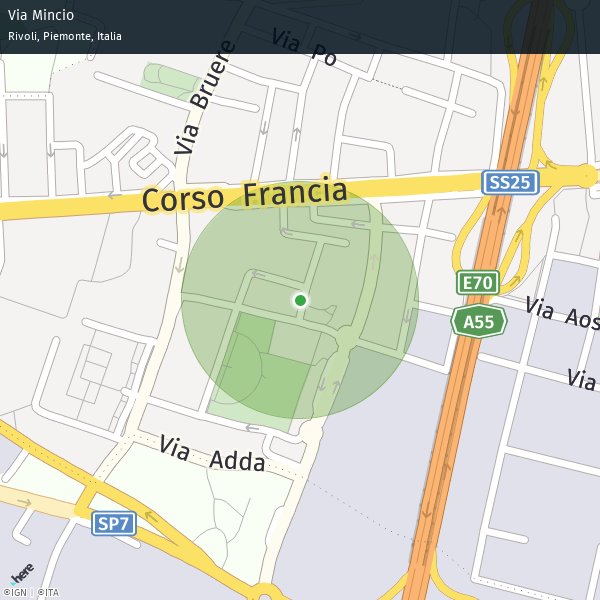 Via Mincio
Rivoli, Piemonte, Italia
Via Po
Via Bruere
Corso Francia
SS25
E70
A55
Via Aos
Via
Via Adda
SP7
here
©IGN | ©ITA